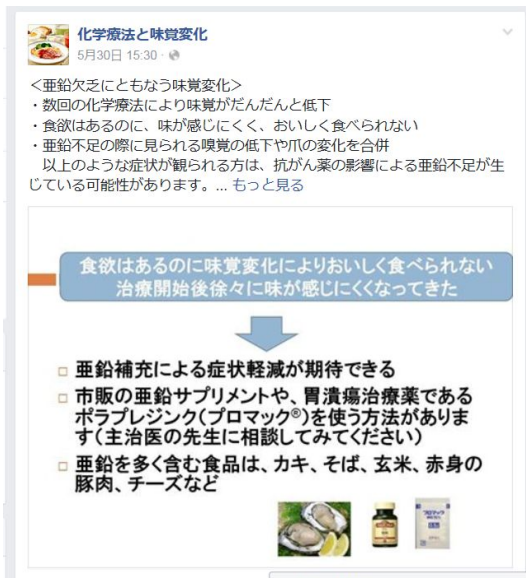 化学療法と味覚変化
5月30日 15:30 ·
<亜鉛欠乏にともなう味覚変化>
・数回の化学療法により味覚がだんだんと低下
・食欲はあるのに、味が感じにくく、おいしく食べられない
・亜鉛不足の際に見られる嗅覚の低下や爪の変化を合併
　以上のような症状が観られる方は、抗がん薬の影響による亜鉛不足が生
じている可能性があります。... もっと見る
食欲はあるのに味覚変化によりおいしく食べられない
治療開始後徐々に味が感じにくくなってきた
□ 亜鉛補充による症状軽減が期待できる
□ 市販の亜鉛サプリメントや、胃潰瘍治療薬である
ポラプレジンク(プロマック®)を使う方法がありま
す(主治医の先生に相談してみてください)
□ 亜鉛を多く含む食品は、カキ、そば、玄米、赤身の
豚肉、チーズなど
プロマック